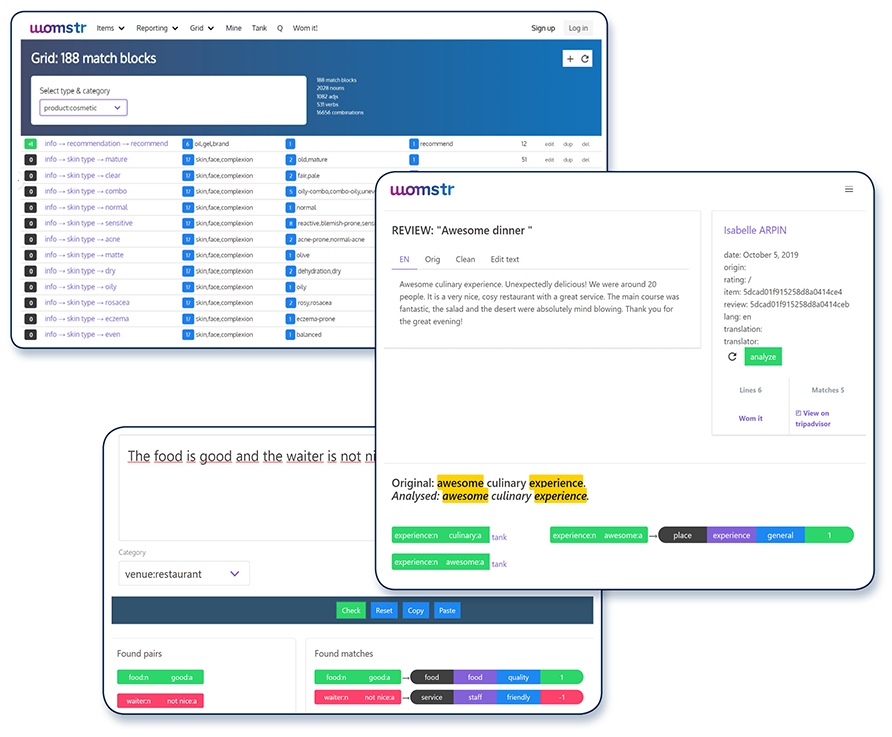 womstr Items Reporting Grid Mine Tank Q Wom it! Sign up Log in
Grid: 188 match blocks
Select type & category
product:cosmetic
188 match blocks
2028 nouns
1082 adjs
531 verbs
16656 combinations
+1 info → recommendation → recommend 6 oil,gel,brand 1 1 recommend 12 edit dup del
0 info → skin type → mature 17 skin,face,complexion 2 old,mature 1 51 edit dup del
0 info → skin type → clear 17 skin,face,complexion 2 fair,pale
0 info → skin type → combo 17 skin,face,complexion 5 oily-combo,combo-oily,unev
0 info → skin type → normal 17 skin,face,complexion 1 normal
0 info → skin type → sensitive 17 skin,face,complexion 8 reactive,blemish-prone,sens
0 info → skin type → acne 17 skin,face,complexion 2 acne-prone,normal-acne
0 info → skin type → matte 17 skin,face,complexion 1 olive
0 info → skin type → dry 17 skin,face,complexion 2 dehydration,dry
0 info → skin type → oily 17 skin,face,complexion 1 oily
0 info → skin type → rosacea 17 skin,face,complexion 2 rosy,rosacea
0 info → skin type → eczema 17 skin,face,complexion 1 eczema-prone
0 info → skin type → even 17 skin,face,complexion 1 balanced
womstr
REVIEW: "Awesome dinner "
EN Orig Clean Edit text
Awesome culinary experience. Unexpectedly delicious! We were around 20
people. It is a very nice, cosy restaurant with a great service. The main course was
fantastic, the salad and the desert were absolutely mind blowing. Thank you for
the great evening!
Isabelle ARPIN
date: October 5, 2019
origin:
rating: /
item: 5dcad01f915258d8a0414ce4
review: 5dcad01f915258d8a0414ceb
lang: en
translation:
translator:
analyze
Lines 6 Matches 5
Wom it View on
tripadvisor
Original: awesome culinary experience.
Analysed: awesome culinary experience.
experience:n culinary:a tank experience:n awesome:a → place experience general 1
experience:n awesome:a tank
The food is good and the waiter is not ni
Category
venue:restaurant
Check Reset Copy Paste
Found pairs Found matches
food:n good:a food:n good:a → food food quality 1
waiter:n not nice:a waiter:n not nice:a → service staff friendly -1